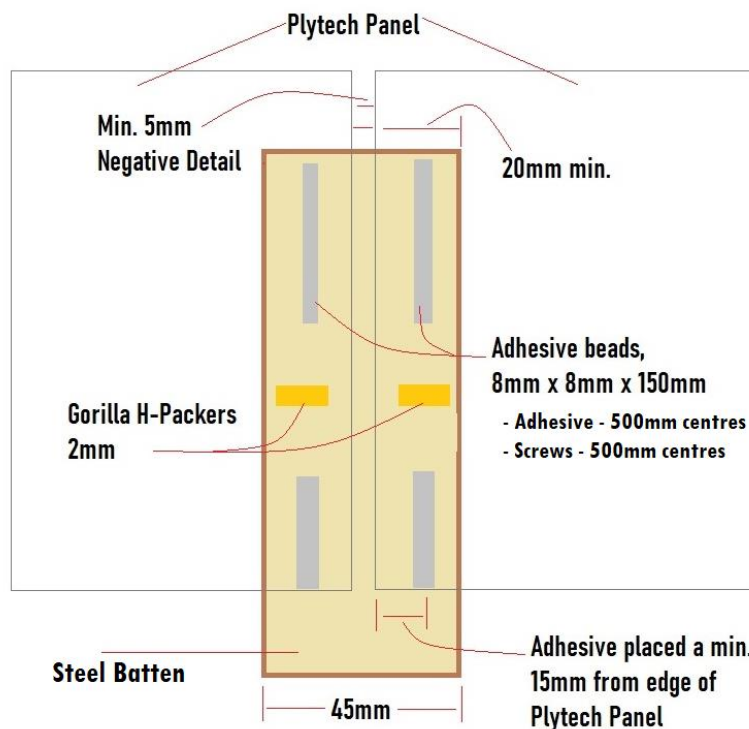 Plytech Panel
Min. 5mm
Negative Detail
20mm min.
Adhesive beads,
8mm x 8mm x 150mm
- Adhesive - 500mm centres
- Screws - 500mm centres
Gorilla H-Packers
2mm
Steel Batten
Adhesive placed a min.
15mm from edge of
Plytech Panel
45mm